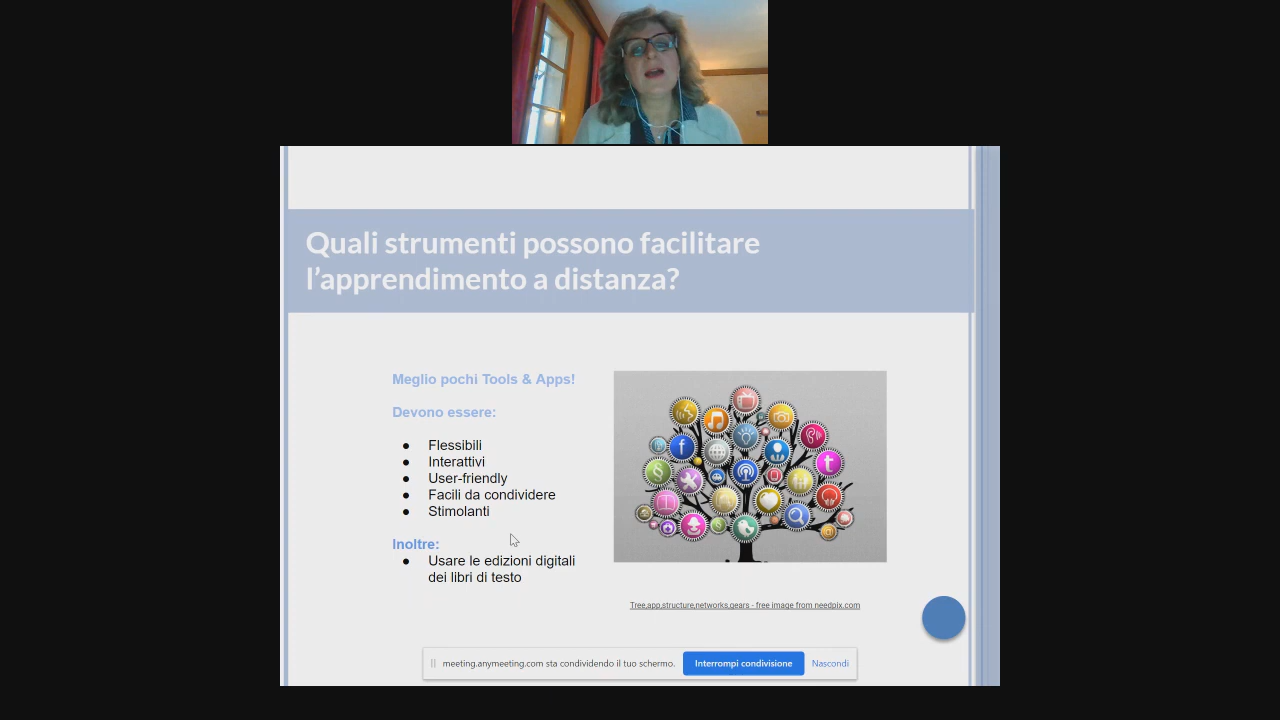 Quali strumenti possono facilitare
l'apprendimento a distanza?
Meglio pochi Tools & Apps!
Devono essere:
● Flessibili
● Interattivi
● User-friendly
● Facili da condividere
● Stimolanti
Inoltre:
● Usare le edizioni digitali
dei libri di testo
f
t
§
§
@
Tree,app,structure,networks,gears - free image from needpix.com
meeting.anymeeting.com sta condividendo il tuo schermo.
Interrompi condivisione
Nascondi